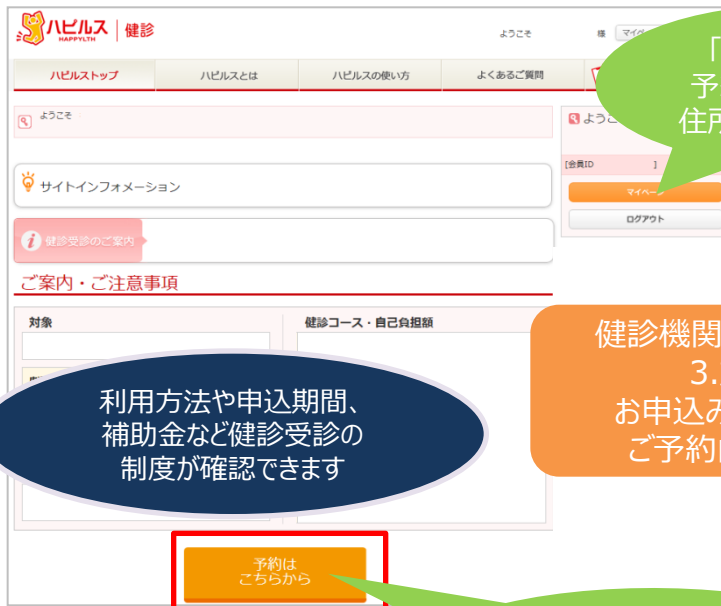 ハピルス 健診
HAPPYLTH
ようこそ 様
ハピルストップ ハピルスとは ハピルスの使い方 よくあるご質問
ようこそ
サイトインフォメーション
健診受診のご案内
ご案内・ご注意事項
対象 健診コース・自己負担額
利用方法や申込期間、
補助金など健診受診の
制度が確認できます
予約は
こちらから
「
予
住所
[会員ID ]
マイページ
ログアウト
健診機関
3.
お申込み
ご予約